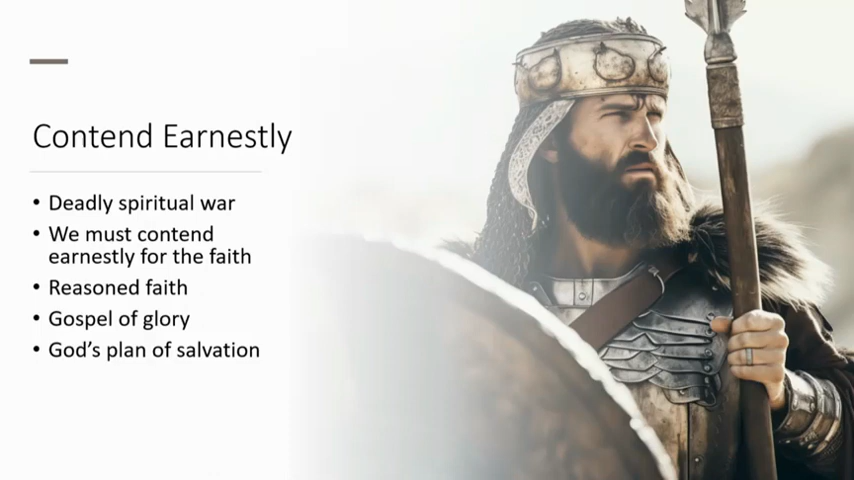 Contend Earnestly
• Deadly spiritual war
• We must contend
earnestly for the faith
• Reasoned faith
• Gospel of glory
• God's plan of salvation